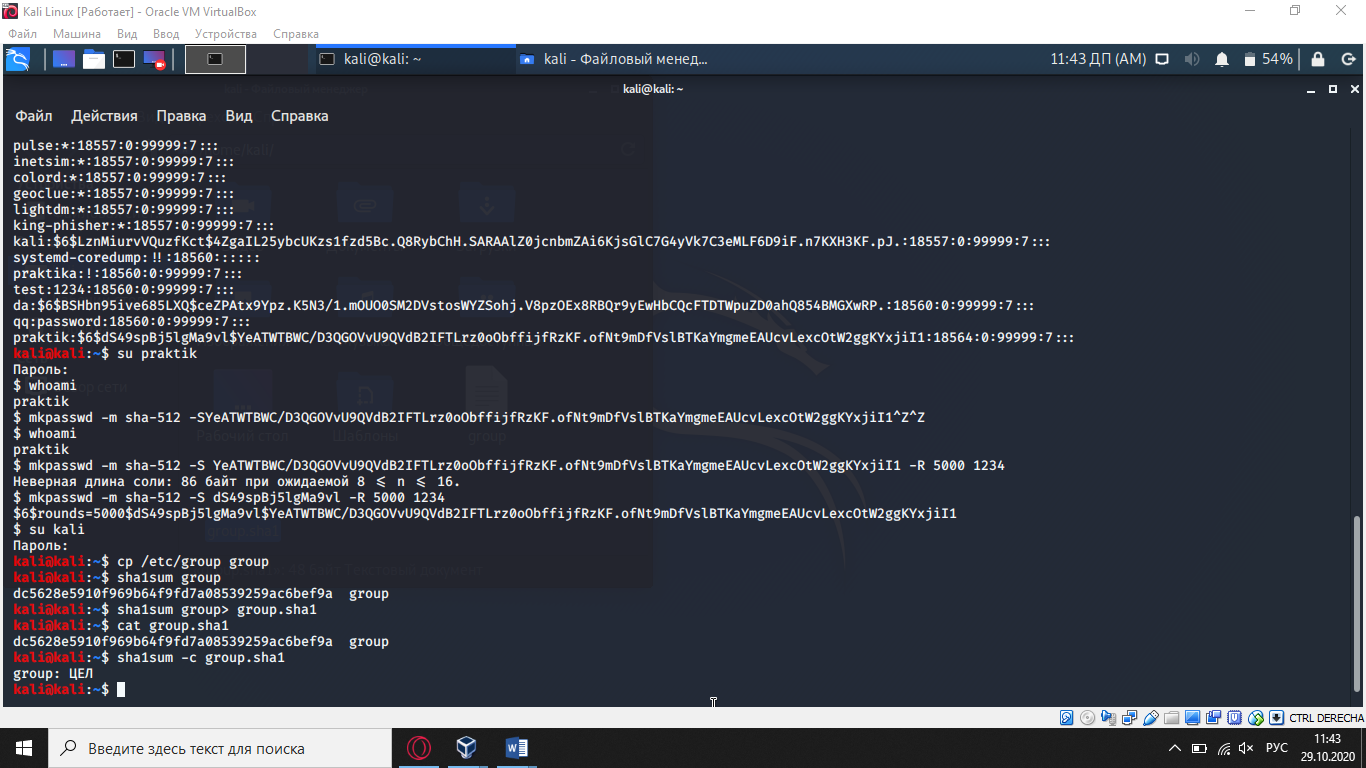 Kali Linux [Работает] - Oracle VM VirtualBox
Файл Машина Вид Ввод Устройства Справка
kali@kali: ~ kali - Файловый менед... 11:43 ДП (AM) 54%
kali@kali: ~
Файл Действия Правка Вид Справка
pulse:*:18557:0:99999:7:::
inetsim:*:18557:0:99999:7:::
colord:*:18557:0:99999:7:::
geoclue:*:18557:0:99999:7:::
lightdm:*:18557:0:99999:7:::
king-phisher:*:18557:0:99999:7:::
kali:$6$LznMiurvVQuzfKct$4ZgaIL25ybcUKzs1fzd5Bc.Q8RybChH.SARAAlZ0jcnbmZAi6KjsGlC7G4yVk7C3eMLF6D9iF.n7KXH3KF.pJ.:18557:0:99999:7:::
systemd-coredump:!!:18560::::::
praktika:!:18560:0:99999:7:::
test:1234:18560:0:99999:7:::
da:$6$BSHbn95ive685LXQ$ceZPAtx9Ypz.K5N3/1.mOUO0SM2DVstosWYZSohj.V8pzOEx8RBQr9yEwHbCQcFTDTWpuZD0ahQ854BMGXwRP.:18560:0:99999:7:::
qq:password:18560:0:99999:7:::
praktik:$6$dS49spBj5lgMa9vl$YeATWTBWC/D3QGOVvU9QVdB2IFTLrz0oObffijfRzKF.ofNt9mDfVslBTKaYmgmeEAUcvLexcOtW2ggKYxjiI1:18564:0:99999:7:::
kali@kali:~$ su praktik
Пароль:
$ whoami
praktik
$ mkpasswd -m sha-512 -SYeATWTBWC/D3QGOVvU9QVdB2IFTLrz0oObffijfRzKF.ofNt9mDfVslBTKaYmgmeEAUcvLexcOtW2ggKYxjiI1^Z^Z
$ whoami
praktik
$ mkpasswd -m sha-512 -S YeATWTBWC/D3QGOVvU9QVdB2IFTLrz0oObffijfRzKF.ofNt9mDfVslBTKaYmgmeEAUcvLexcOtW2ggKYxjiI1 -R 5000 1234
Неверная длина соли: 86 байт при ожидаемой 8 <= n <= 16.
$ mkpasswd -m sha-512 -S dS49spBj5lgMa9vl -R 5000 1234
$6$rounds=5000$dS49spBj5lgMa9vl$YeATWTBWC/D3QGOVvU9QVdB2IFTLrz0oObffijfRzKF.ofNt9mDfVslBTKaYmgmeEAUcvLexcOtW2ggKYxjiI1
$ su kali
Пароль:
kali@kali:~$ cp /etc/group group
kali@kali:~$ sha1sum group
dc5628e5910f969b64f9fd7a08539259ac6bef9a  group
kali@kali:~$ sha1sum group> group.sha1
kali@kali:~$ cat group.sha1
dc5628e5910f969b64f9fd7a08539259ac6bef9a  group
kali@kali:~$ sha1sum -c group.sha1
group: ЦЕЛ
kali@kali:~$
CTRL DERECHA
Введите здесь текст для поиска
РУС
11:43
29.10.2020